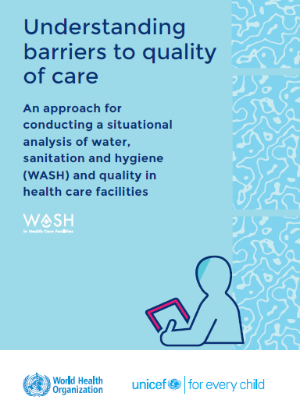 Understanding
barriers to quality
of care
An approach for
conducting a situational
analysis of water,
sanitation and hygiene
(WASH) and quality in
health care facilities
WASH
in Health Care Facilities
World Health
Organization
unicef for every child